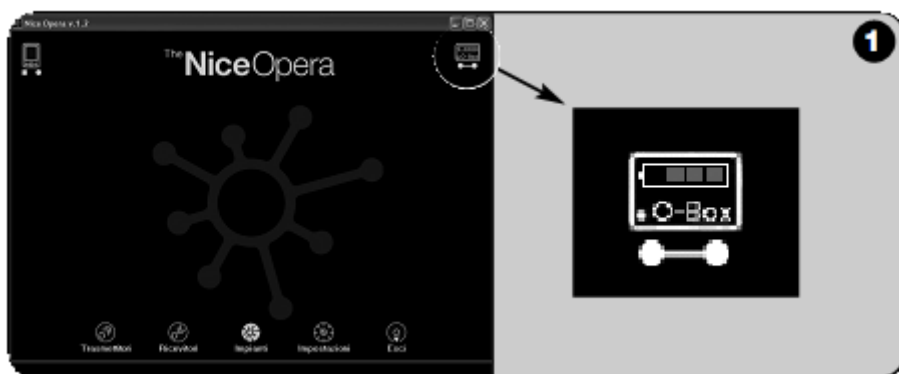 Nice Opera v.1.2
The NiceOpera
1
O-Box
Trasmettitori Ricevitori Impianti Impostazioni Esci